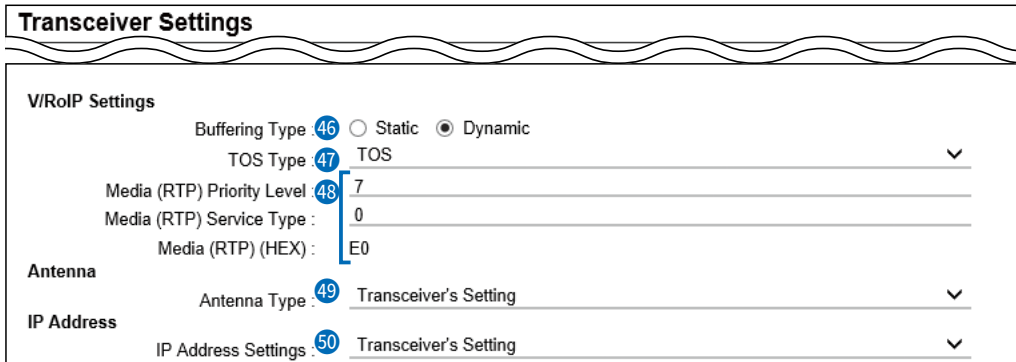 Transceiver Settings
V/RoIP Settings
Buffering Type : 46 Static Dynamic
TOS Type : 47 TOS
Media (RTP) Priority Level : 48 7
Media (RTP) Service Type : 0
Media (RTP) (HEX) : E0
Antenna
Antenna Type : 49 Transceiver's Setting
IP Address
IP Address Settings : 50 Transceiver's Setting